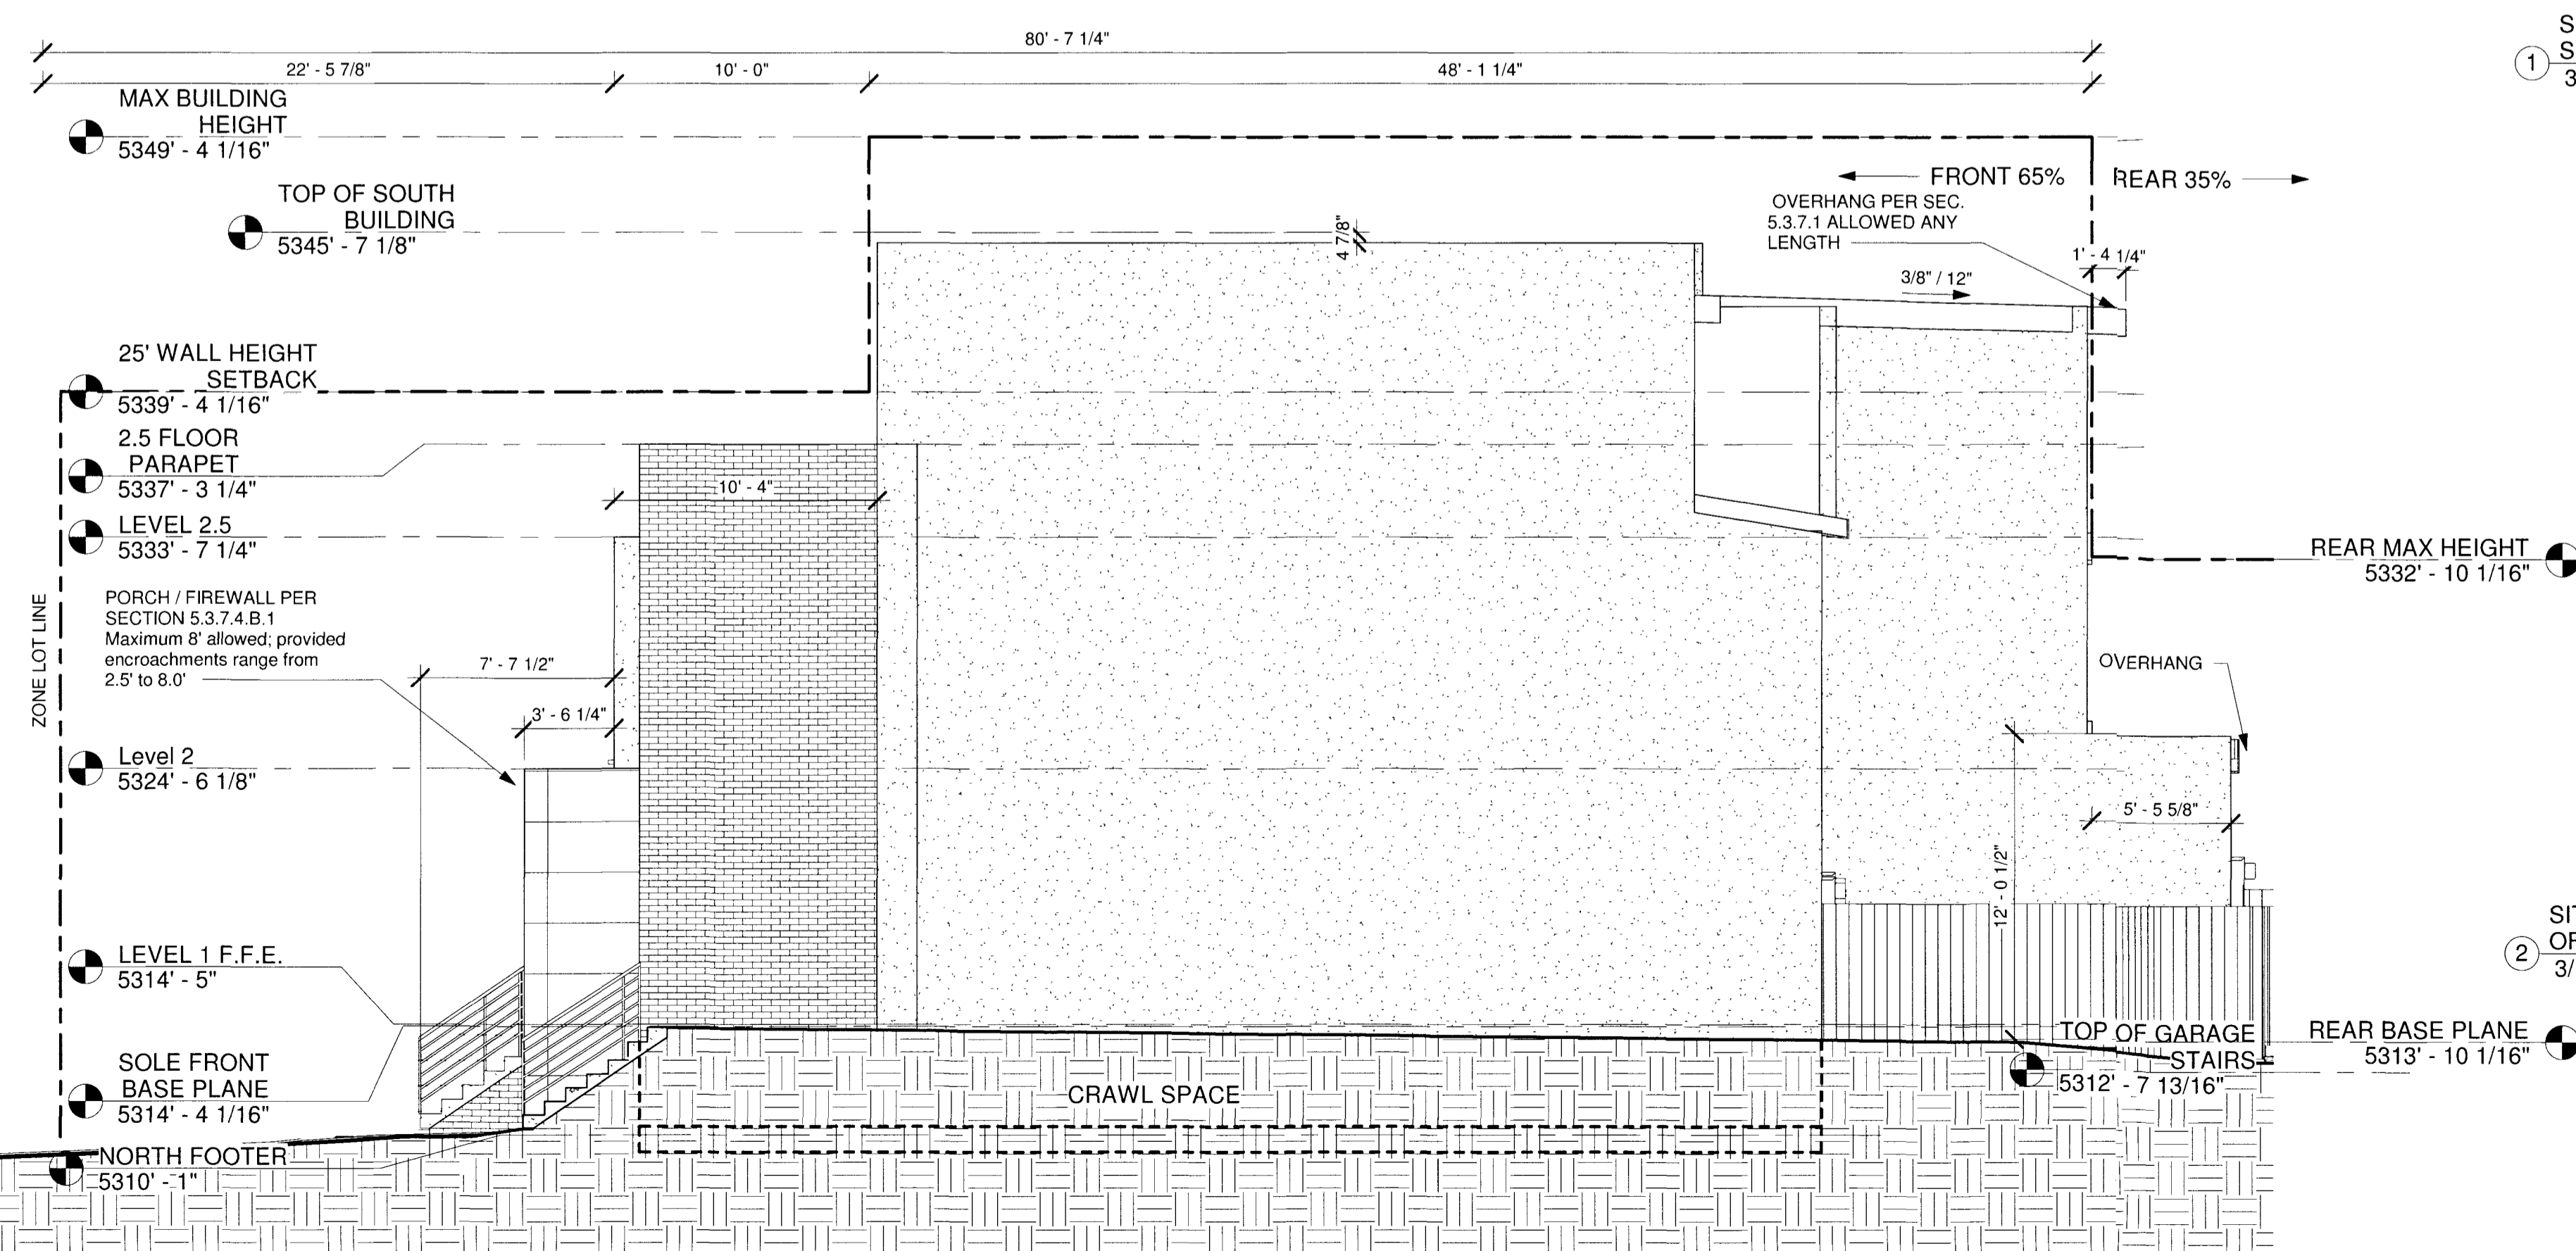 80' - 7 1/4"
22' - 5 7/8"
10' - 0"
48' - 1 1/4"
S
S
1
3
MAX BUILDING
HEIGHT
5349' - 4 1/16"
FRONT 65%
REAR 35%
TOP OF SOUTH
BUILDING
5345' - 7 1/8"
4 7/8"
OVERHANG PER SEC.
5.3.7.1 ALLOWED ANY
LENGTH
1' - 4 1/4"
3/8" / 12"
25' WALL HEIGHT
SETBACK
5339' - 4 1/16"
2.5 FLOOR
PARAPET
5337' - 3 1/4"
10' - 4"
LEVEL 2.5
5333' - 7 1/4"
REAR MAX HEIGHT
5332' - 10 1/16"
ZONE LOT LINE
PORCH / FIREWALL PER
SECTION 5.3.7.4.B.1
Maximum 8' allowed; provided
encroachments range from
2.5' to 8.0'
7' - 7 1/2"
3' - 6 1/4"
OVERHANG
Level 2
5324' - 6 1/8"
5' - 5 5/8"
12' - 0 1/2"
LEVEL 1 F.F.E.
5314' - 5"
SIT
OF
2
3/
SOLE FRONT
BASE PLANE
5314' - 4 1/16"
CRAWL SPACE
TOP OF GARAGE
STAIRS
5312' - 7 13/16"
REAR BASE PLANE
5313' - 10 1/16"
NORTH FOOTER
5310' - 1"